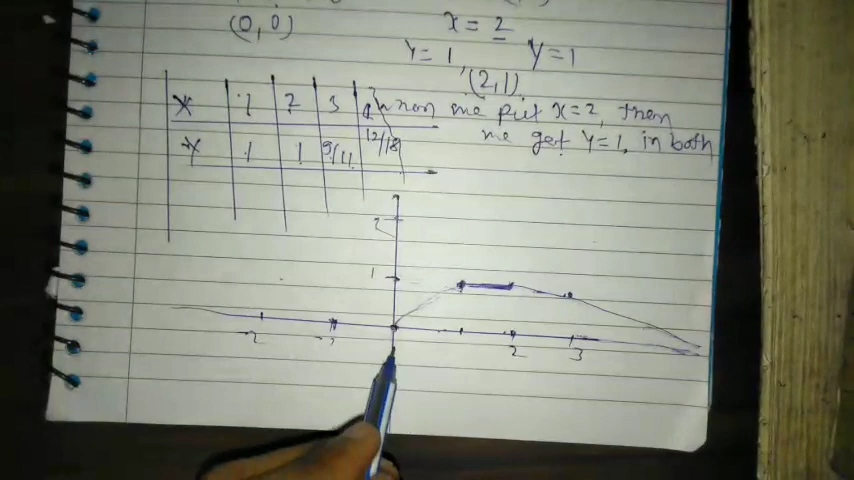 (0, 0)
x = 2
Y = 1, Y = 1
(2,1)
x 1 2 3 4
Y 1 1 9/11 12/18
when we put x=2, then
we get Y=1, in both
2
1
-2 2 3